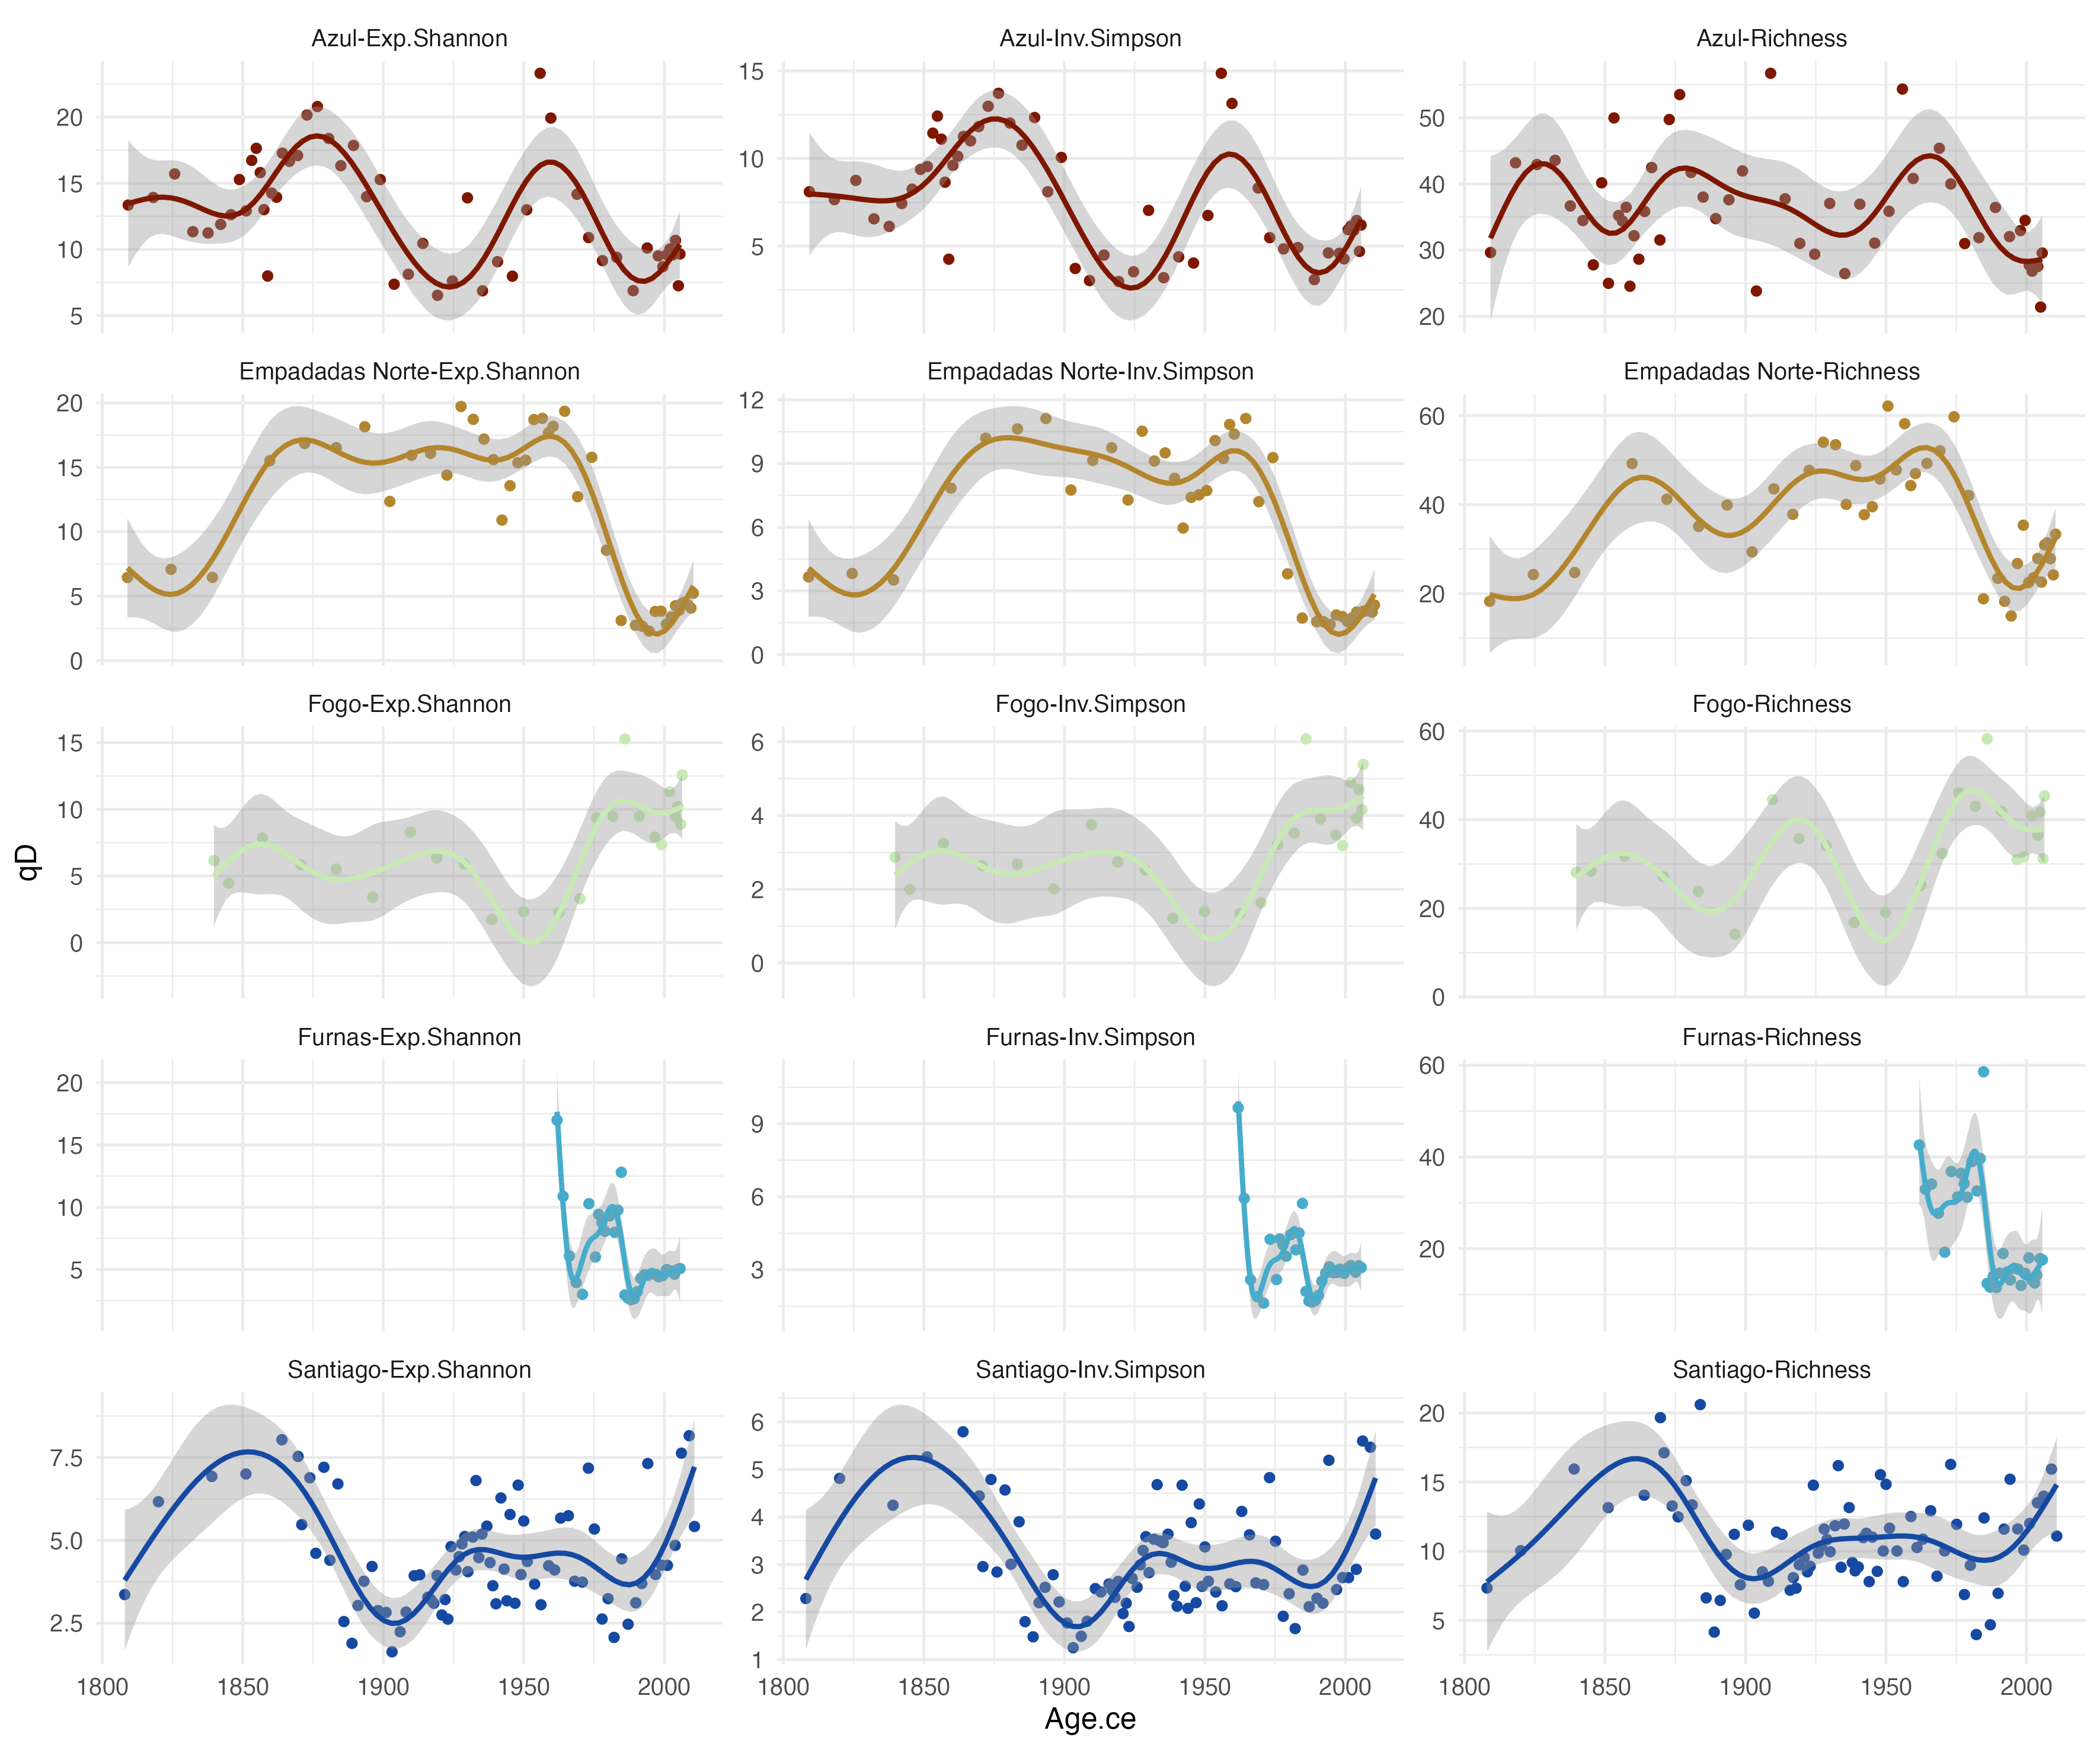 Azul-Exp.Shannon
Azul-Inv.Simpson
Azul-Richness
20
15
10
5
15
10
5
50
40
30
20
Empadadas Norte-Exp.Shannon
Empadadas Norte-Inv.Simpson
Empadadas Norte-Richness
20
15
10
5
0
12
9
6
3
0
60
40
20
Fogo-Exp.Shannon
Fogo-Inv.Simpson
Fogo-Richness
15
10
5
0
6
4
2
0
60
40
20
0
qD
Furnas-Exp.Shannon
Furnas-Inv.Simpson
Furnas-Richness
20
15
10
5
9
6
3
60
40
20
Santiago-Exp.Shannon
Santiago-Inv.Simpson
Santiago-Richness
7.5
5.0
2.5
6
5
4
3
2
1
20
15
10
5
1800 1850 1900 1950 2000
1800 1850 1900 1950 2000
1800 1850 1900 1950 2000
Age.ce